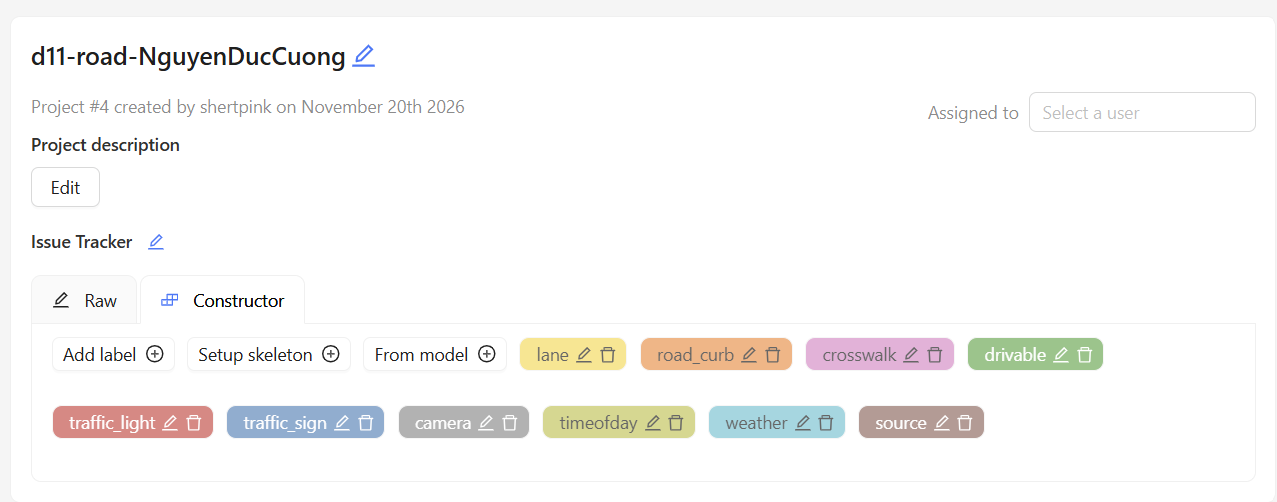 d11-road-NguyenDucCuong
Project #4 created by shertpink on November 20th 2026
Assigned to Select a user
Project description
Edit
Issue Tracker
Raw Constructor
Add label Setup skeleton From model lane road_curb crosswalk drivable
traffic_light traffic_sign camera timeofday weather source